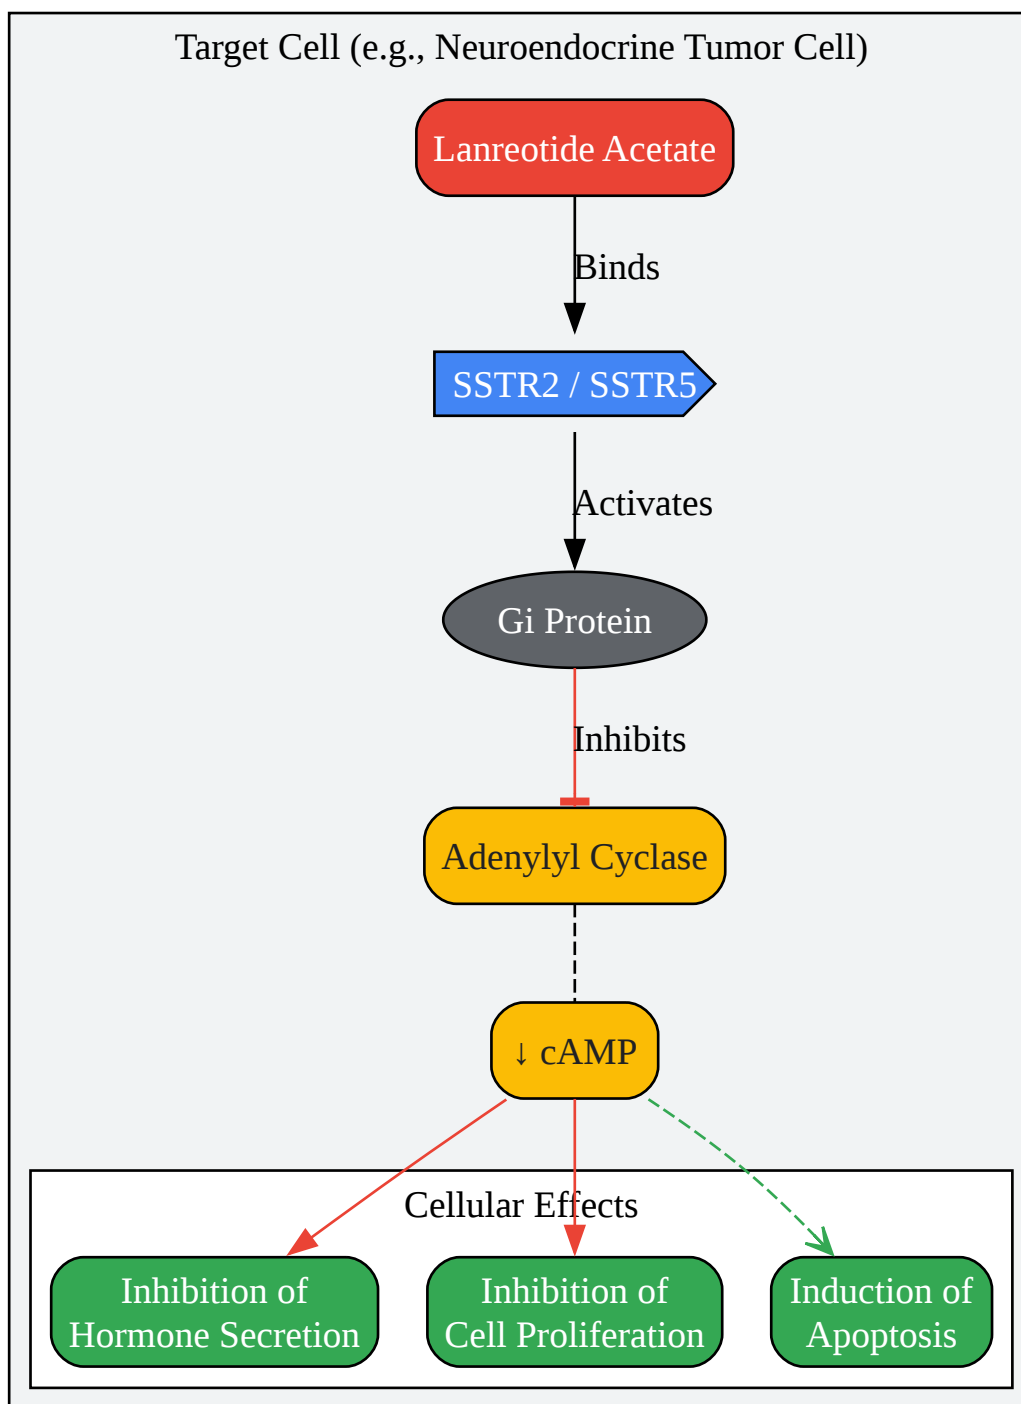 Target Cell (e.g., Neuroendocrine Tumor Cell)
Lanreotide Acetate
Binds
SSTR2 / SSTR5
Activates
Gi Protein
Inhibits
Adenylyl Cyclase
↓ cAMP
Cellular Effects
Inhibition of
Hormone Secretion
Inhibition of
Cell Proliferation
Induction of
Apoptosis